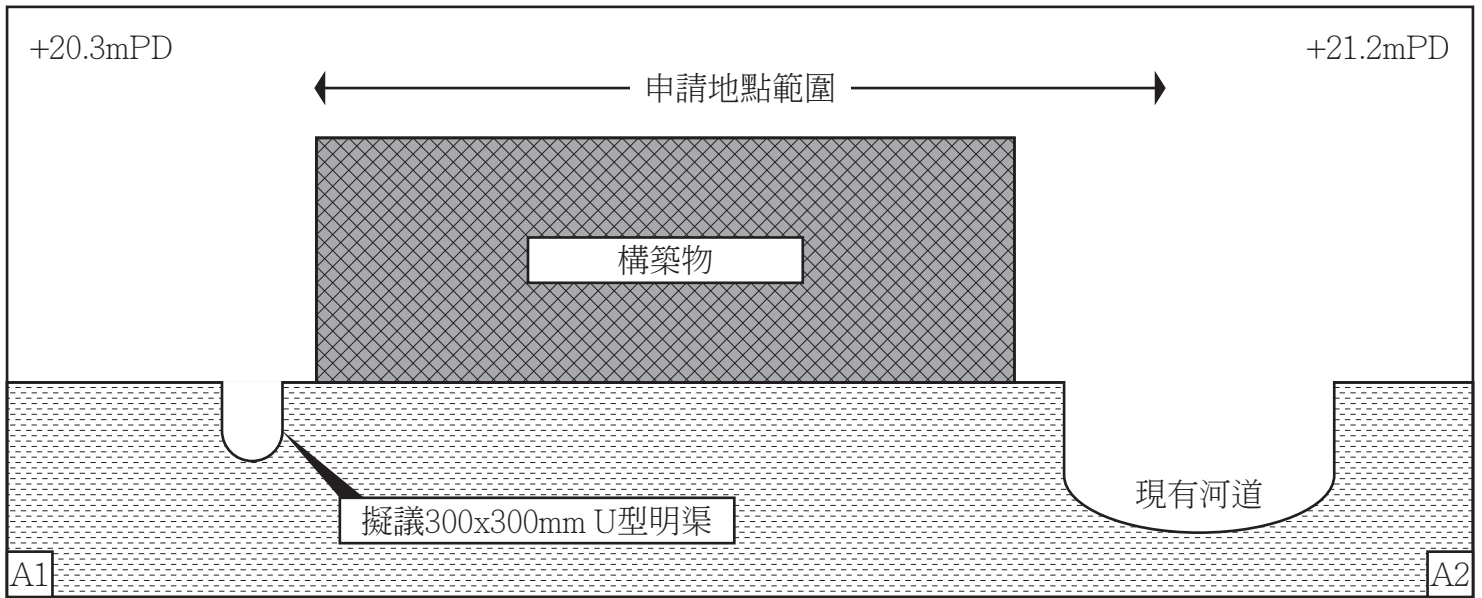 +20.3mPD
+21.2mPD
申請地點範圍
構築物
擬議300x300mm U型明渠
現有河道
A1
A2